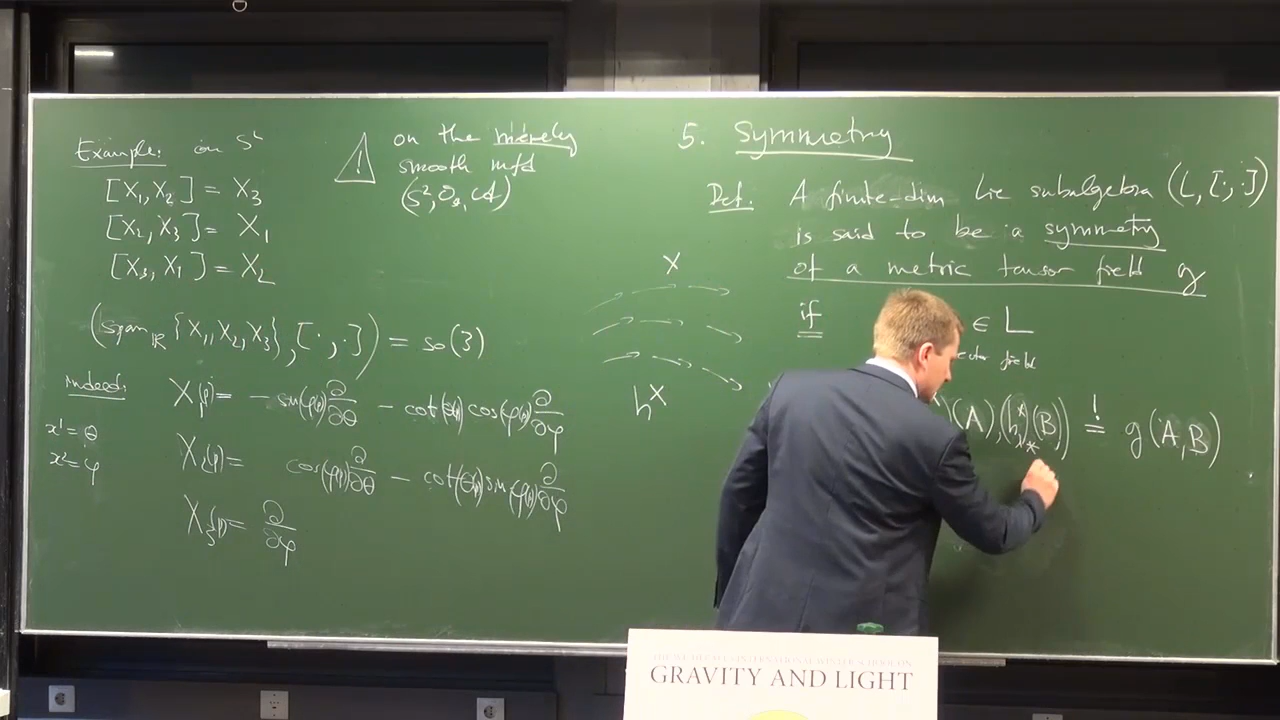 Example: on S²
[X₁, X₂] = X₃
[X₂, X₃] = X₁
[X₃, X₁] = X₂
(span_ℝ {X₁, X₂, X₃}, [·,·]) = so(3)
indeed:
x¹ = θ
x² = φ
X₁(p) = - sin(φ(p)) ∂/∂θ - cot(θ(p)) cos(φ(p)) ∂/∂φ
X₂(p) = cos(φ(p)) ∂/∂θ - cot(θ(p)) sin(φ(p)) ∂/∂φ
X₃(p) = ∂/∂φ
!
on the merely
smooth mfd
(S², O, A)
X
h^X
5. Symmetry
Def. A finite-dim Lie subalgebra (L, [·,·])
is said to be a symmetry
of a metric tensor field g
if ∈ L
field
(A), (h^X_λ)_* (B)) =! g(A, B)
GRAVITY AND LIGHT